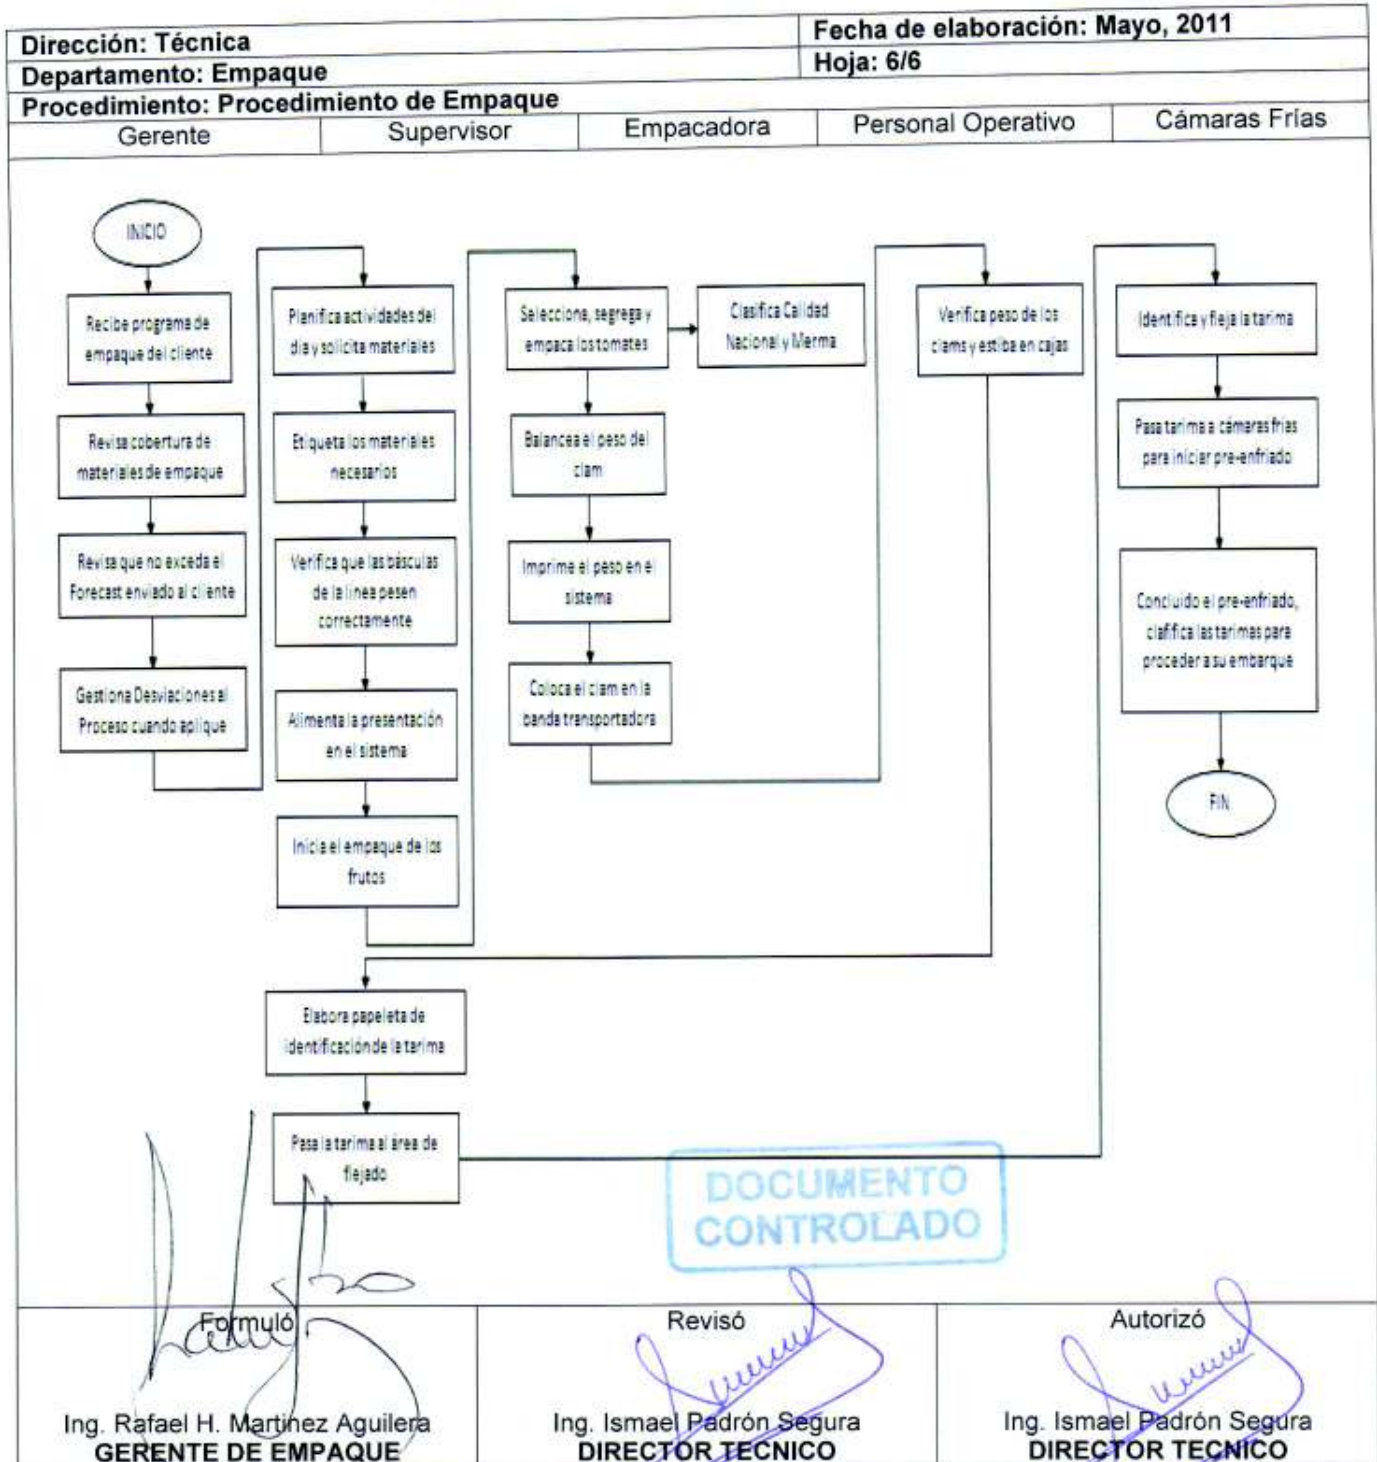 Dirección: Técnica
Fecha de elaboración: Mayo, 2011
Departamento: Empaque
Hoja: 6/6
Procedimiento: Procedimiento de Empaque
Gerente
Supervisor
Empacadora
Personal Operativo
Cámaras Frías
INICIO
Recibe programa de
empaque del cliente
Revisa cobertura de
materiales de empaque
Revisa que no exceda el
Forecast enviado al cliente
Gestiona Desviaciones al
Proceso cuando aplique
Planifica actividades del
día y solicita materiales
Etiqueta los materiales
necesarios
Verifica que las básculas
de la linea pesen
correctamente
Alimenta la presentación
en el sistema
Inicia el empaque de los
frutos
Selecciona, segrega y
empaca los tomates
Clasifica Calidad
Nacional y Merma
Balancea el peso del
clam
Imprime el peso en el
sistema
Coloca el clam en la
banda transportadora
Verifica peso de los
clams y estiba en cajas
Elabora papeleta de
identificación de la tarima
Pasa la tarima al área de
flejado
Identifica y fleja la tarima
Pasa tarima a cámaras frias
para iniciar pre-enfriado
Concluido el pre-enfriado,
clafifica las tarimas para
proceder a su embarque
FIN
DOCUMENTO
CONTROLADO
Formuló
Ing. Rafael H. Martínez Aguilera
GERENTE DE EMPAQUE
Revisó
Ing. Ismael Padrón Segura
DIRECTOR TECNICO
Autorizó
Ing. Ismael Padrón Segura
DIRECTOR TECNICO